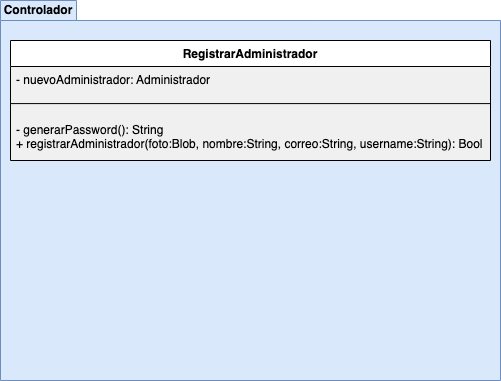 Controlador
RegistrarAdministrador
- nuevoAdministrador: Administrador
- generarPassword(): String
+ registrarAdministrador(foto:Blob, nombre:String, correo:String, username:String): Bool